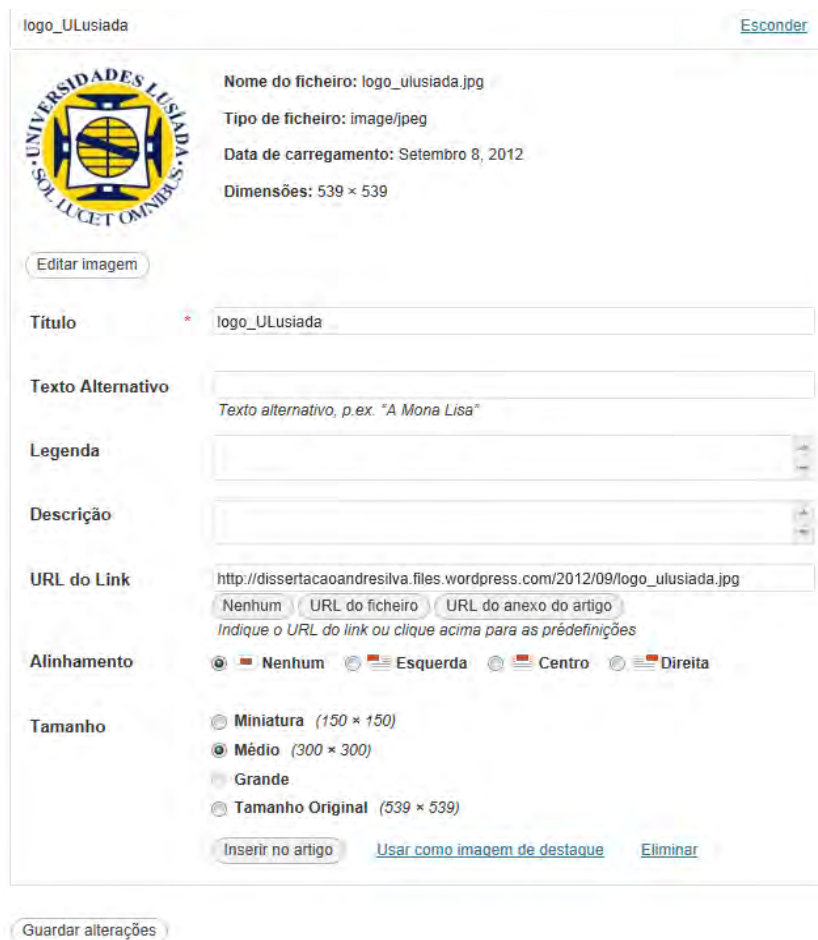 logo_ULusiada Esconder
UNIVERSIDADES LUSÍADA · SOL LUCET OMNIBUS ·
Nome do ficheiro: logo_ulusiada.jpg
Tipo de ficheiro: image/jpeg
Data de carregamento: Setembro 8, 2012
Dimensões: 539 × 539
Editar imagem
Título * logo_ULusiada
Texto Alternativo
Texto alternativo, p.ex. "A Mona Lisa"
Legenda
Descrição
URL do Link http://dissertacaoandresilva.files.wordpress.com/2012/09/logo_ulusiada.jpg
Nenhum URL do ficheiro URL do anexo do artigo
Indique o URL do link ou clique acima para as prédefinições
Alinhamento Nenhum Esquerda Centro Direita
Tamanho Miniatura (150 × 150)
Médio (300 × 300)
Grande
Tamanho Original (539 × 539)
Inserir no artigo Usar como imagem de destaque Eliminar
Guardar alterações